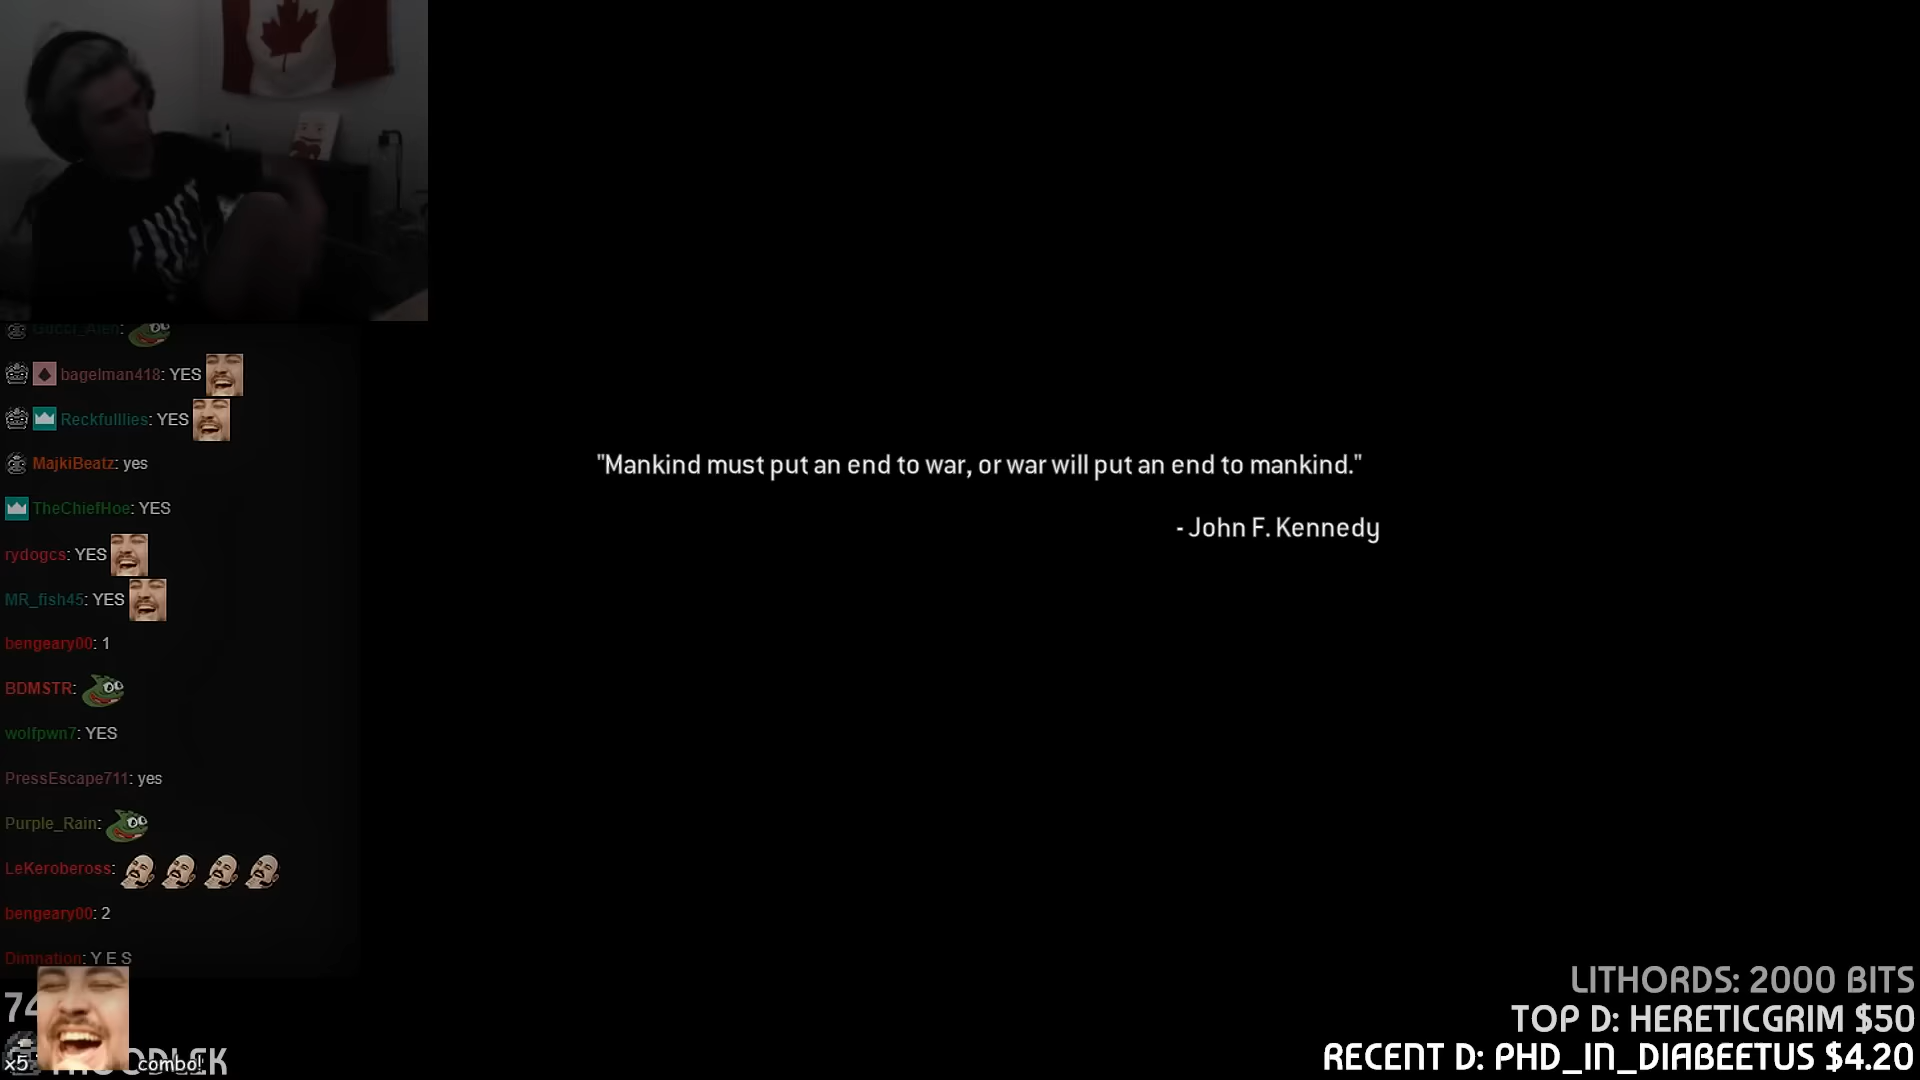 Gucci_Alen:
bagelman418: YES
Reckfulllies: YES
MajkiBeatz: yes
TheChiefHoe: YES
rydogcs: YES
MR_fish45: YES
bengeary00: 1
BDMSTR:
wolfpwn7: YES
PressEscape711: yes
Purple_Rain:
LeKerobeross:
bengeary00: 2
Dimnation: Y E S
x5 combo!
"Mankind must put an end to war, or war will put an end to mankind."
- John F. Kennedy
LITHORDS: 2000 BITS
TOP D: HERETICGRIM $50
RECENT D: PHD_IN_DIABEETUS $4.20